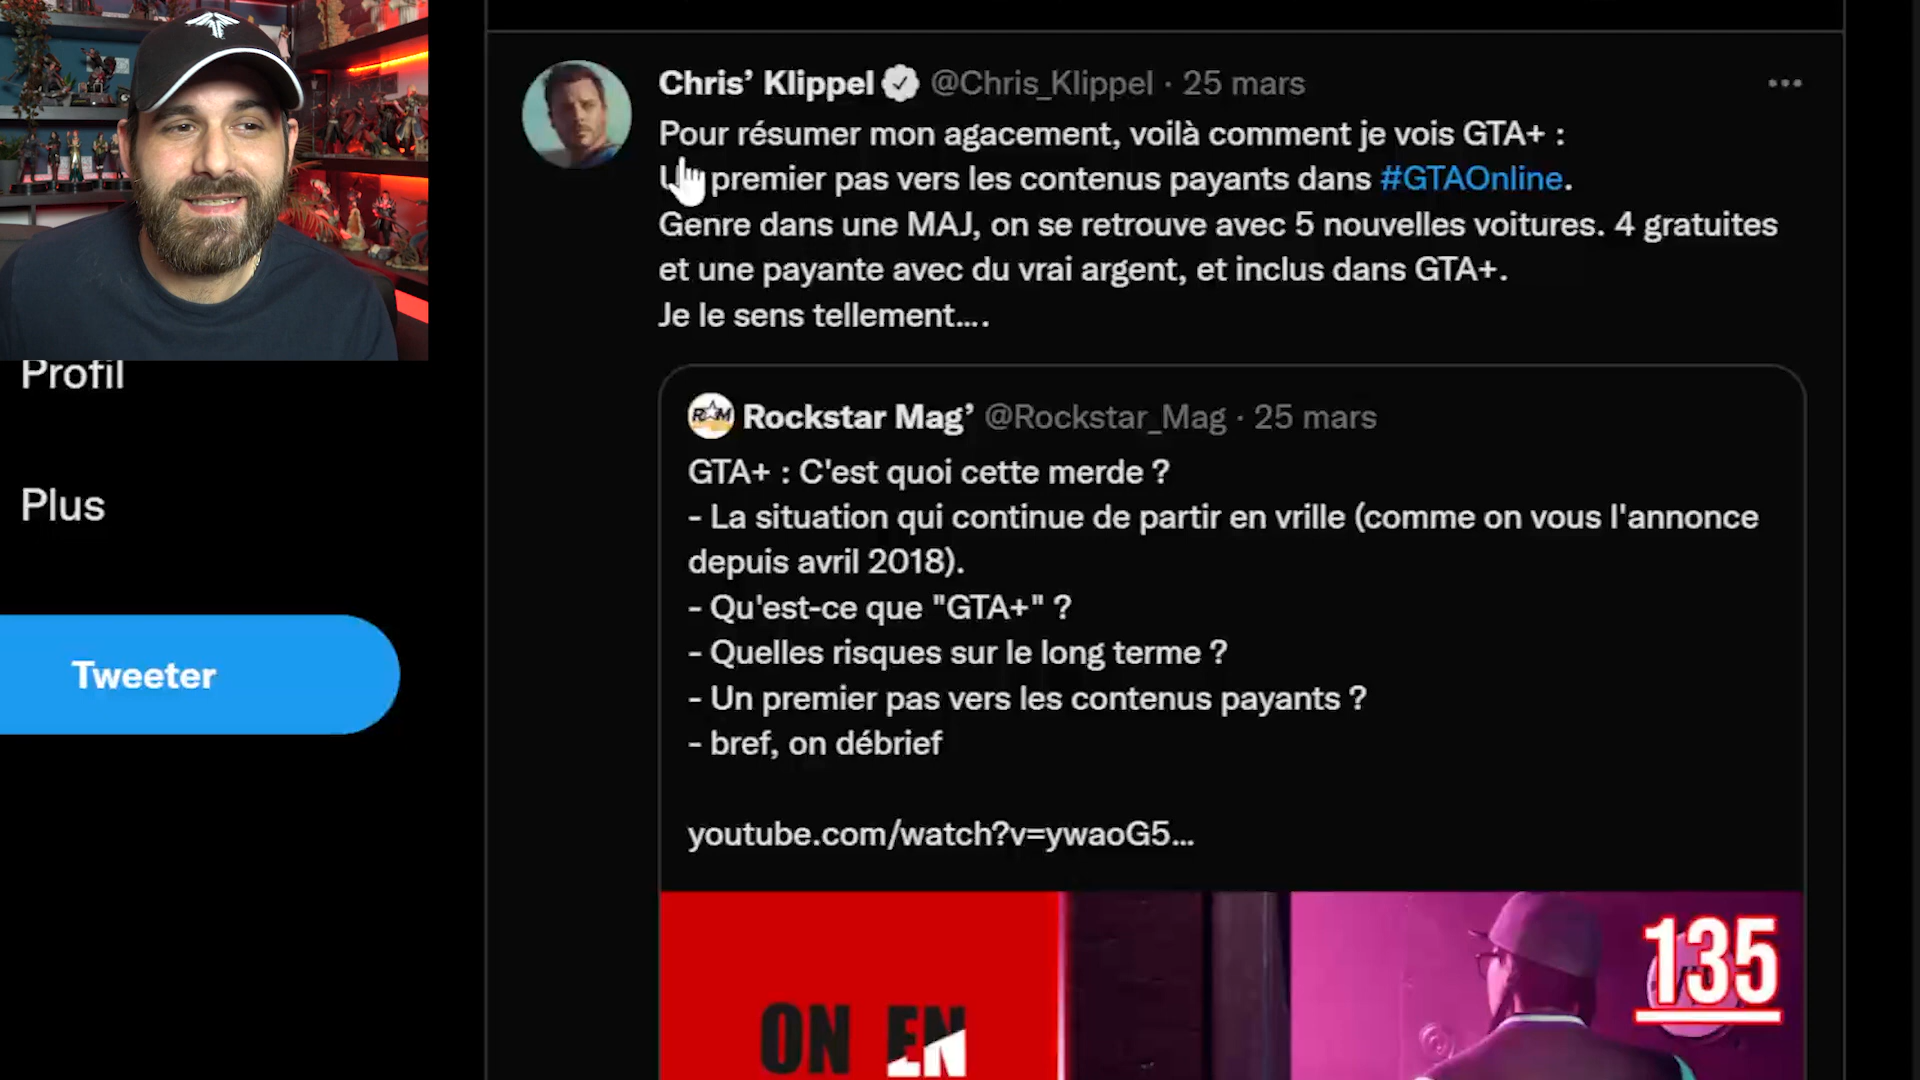 Chris’ Klippel @Chris_Klippel · 25 mars
Pour résumer mon agacement, voilà comment je vois GTA+ :
premier pas vers les contenus payants dans #GTAOnline.
Genre dans une MAJ, on se retrouve avec 5 nouvelles voitures. 4 gratuites
et une payante avec du vrai argent, et inclus dans GTA+.
Je le sens tellement….
Profil
Plus
Tweeter
RM Rockstar Mag’ @Rockstar_Mag · 25 mars
GTA+ : C'est quoi cette merde ?
- La situation qui continue de partir en vrille (comme on vous l'annonce
depuis avril 2018).
- Qu'est-ce que "GTA+" ?
- Quelles risques sur le long terme ?
- Un premier pas vers les contenus payants ?
- bref, on débrief
youtube.com/watch?v=ywaoG5…
135
ON EN